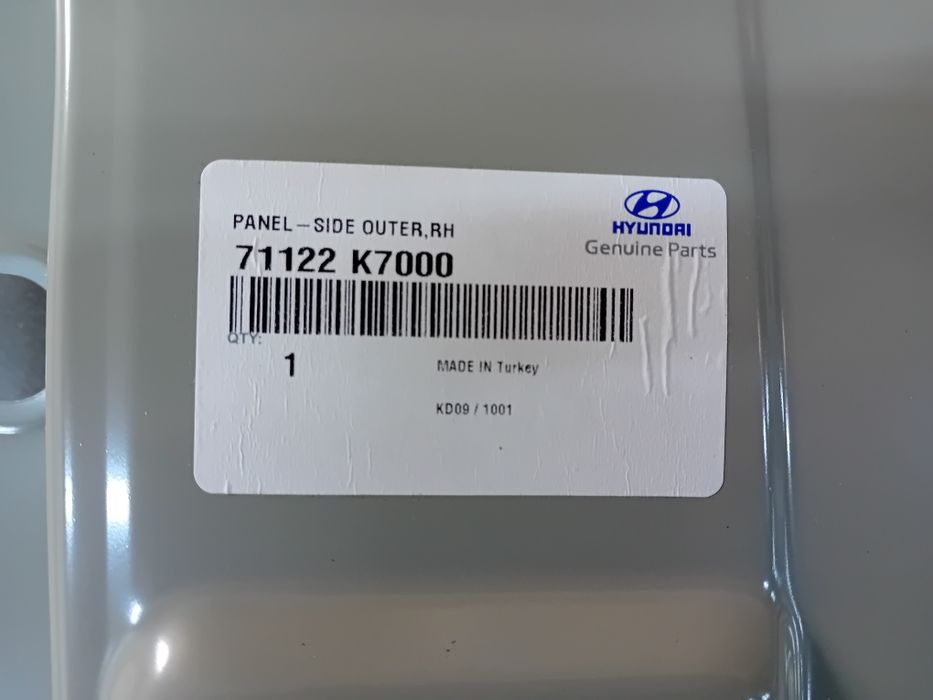 HYUNDAI
Genuine Parts
PANEL-SIDE OUTER,RH
71122 K7000
QTY:
1
MADE IN Turkey
KD09 / 1001